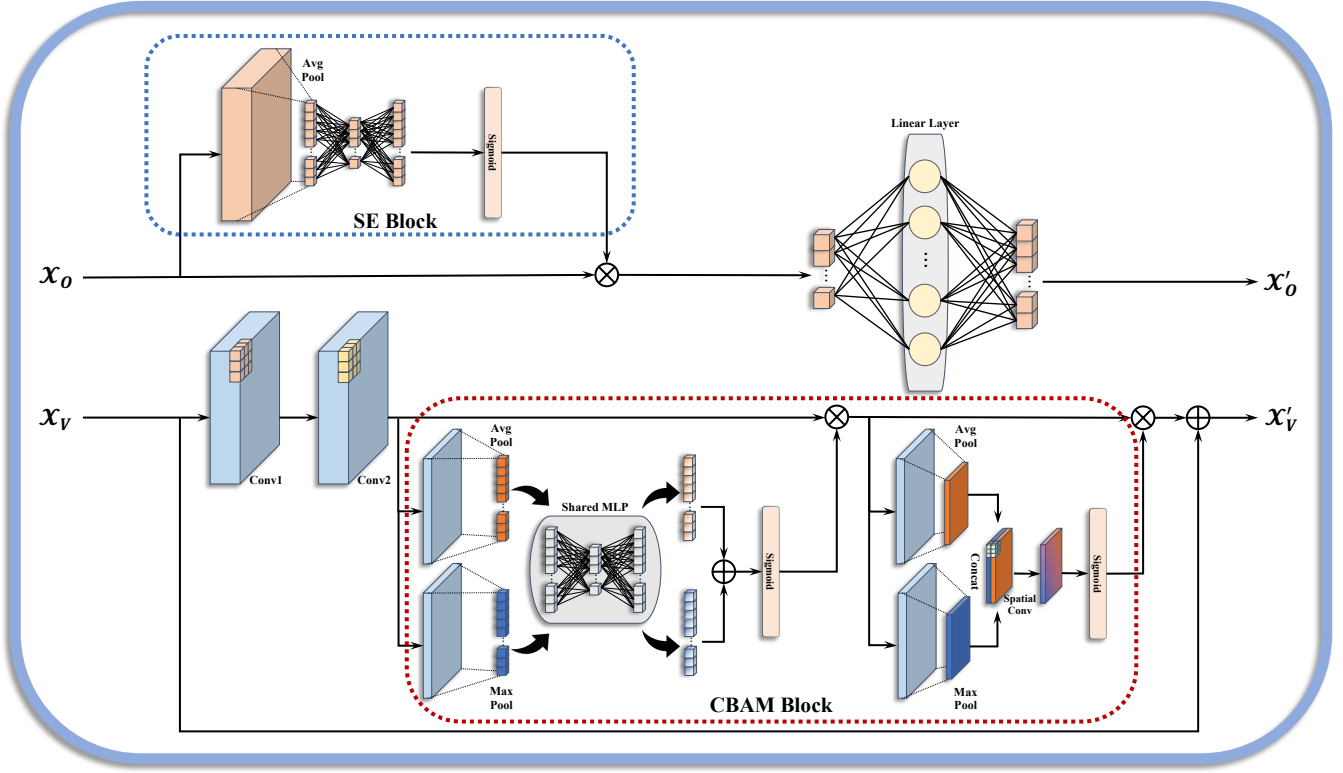 Avg
Pool
Sigmoid
SE Block
Linear Layer
...
x_O
x'_O
x_V
Conv1
Conv2
x'_V
Avg
Pool
Shared MLP
Sigmoid
Max
Pool
CBAM Block
Avg
Pool
Concat
Spatial
Conv
Sigmoid
Max
Pool